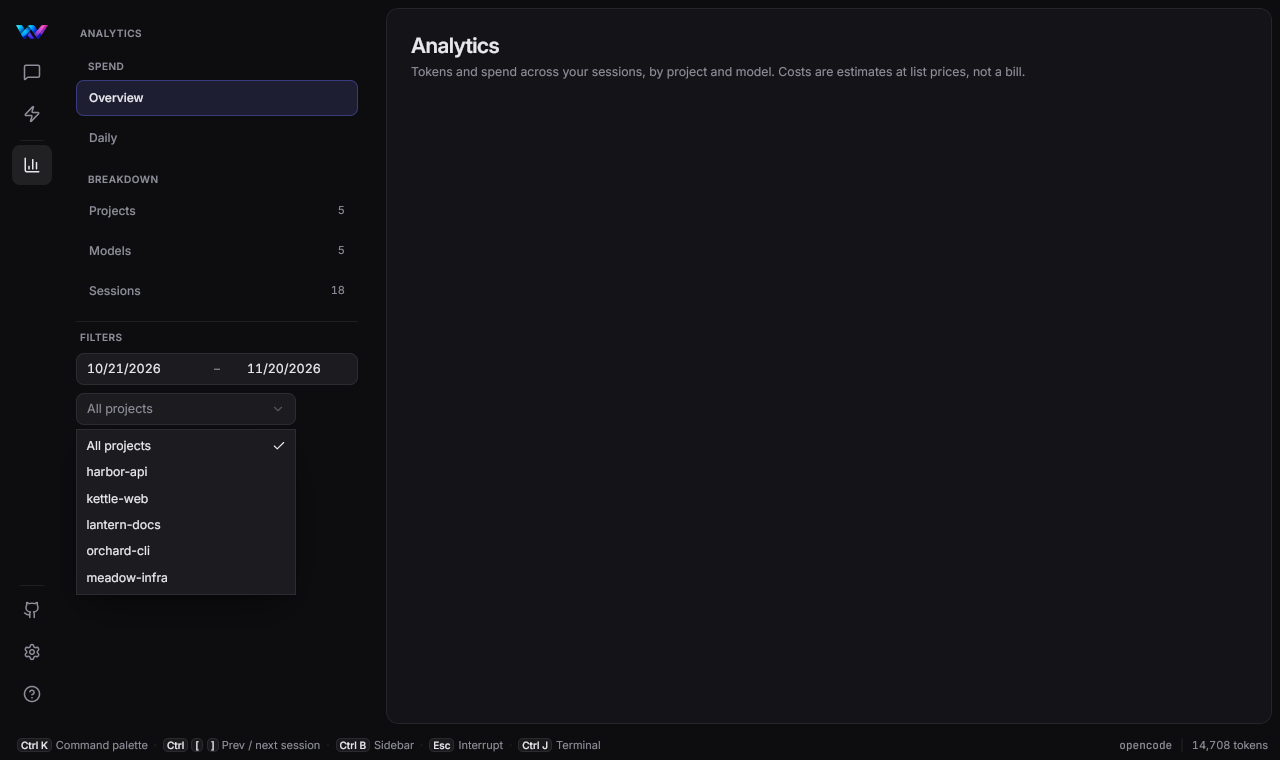 ANALYTICS
SPEND
Overview
Daily
BREAKDOWN
Projects 5
Models 5
Sessions 18
FILTERS
10/21/2026 – 11/20/2026
All projects
All projects
harbor-api
kettle-web
lantern-docs
orchard-cli
meadow-infra
Analytics
Tokens and spend across your sessions, by project and model. Costs are estimates at list prices, not a bill.
Ctrl K Command palette · Ctrl [ ] Prev / next session · Ctrl B Sidebar · Esc Interrupt · Ctrl J Terminal
opencode 14,708 tokens